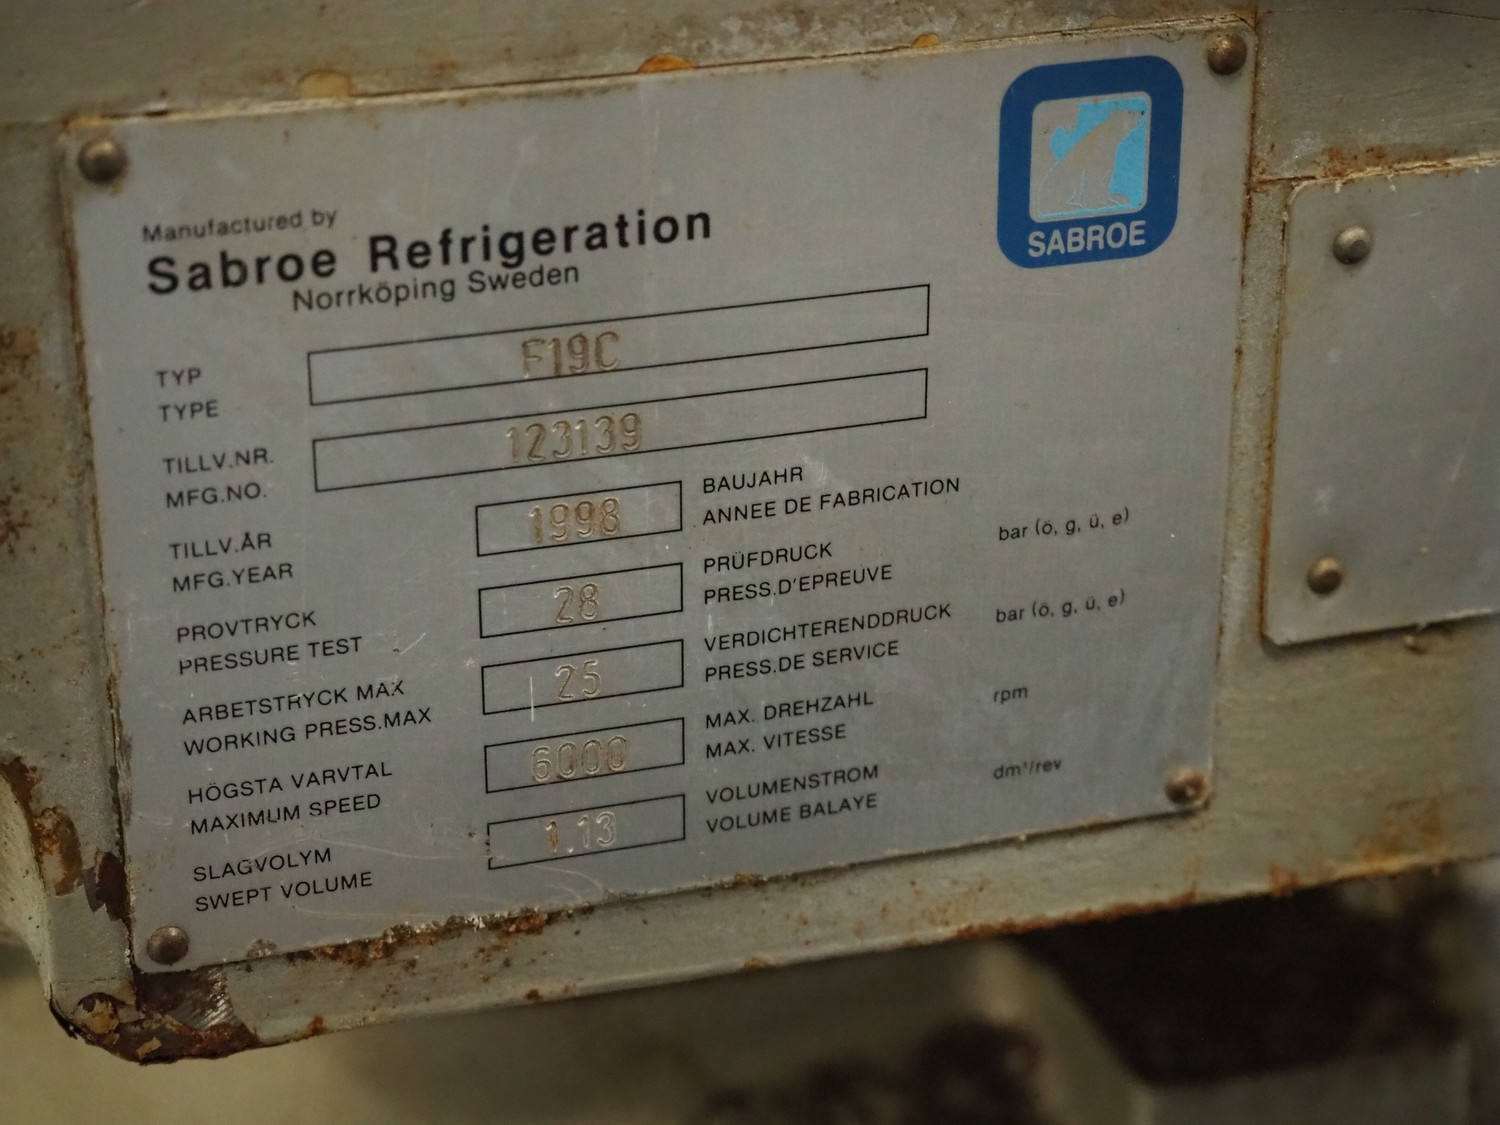 SABROE
Manufactured by
Sabroe Refrigeration
Norrköping Sweden
TYP
TYPE
F19C
TILLV.NR.
MFG.NO.
123139
TILLV.ÅR
MFG.YEAR
1998
BAUJAHR
ANNEE DE FABRICATION
PROVTRYCK
PRESSURE TEST
28
PRÜFDRUCK
PRESS.D'EPREUVE
bar (ö, g, ü, e)
ARBETSTRYCK MAX
WORKING PRESS.MAX
25
VERDICHTERENDDRUCK
PRESS.DE SERVICE
bar (ö, g, ü, e)
HÖGSTA VARVTAL
MAXIMUM SPEED
6000
MAX. DREHZAHL
MAX. VITESSE
rpm
SLAGVOLYM
SWEPT VOLUME
1.13
VOLUMENSTROM
VOLUME BALAYE
dm³/rev